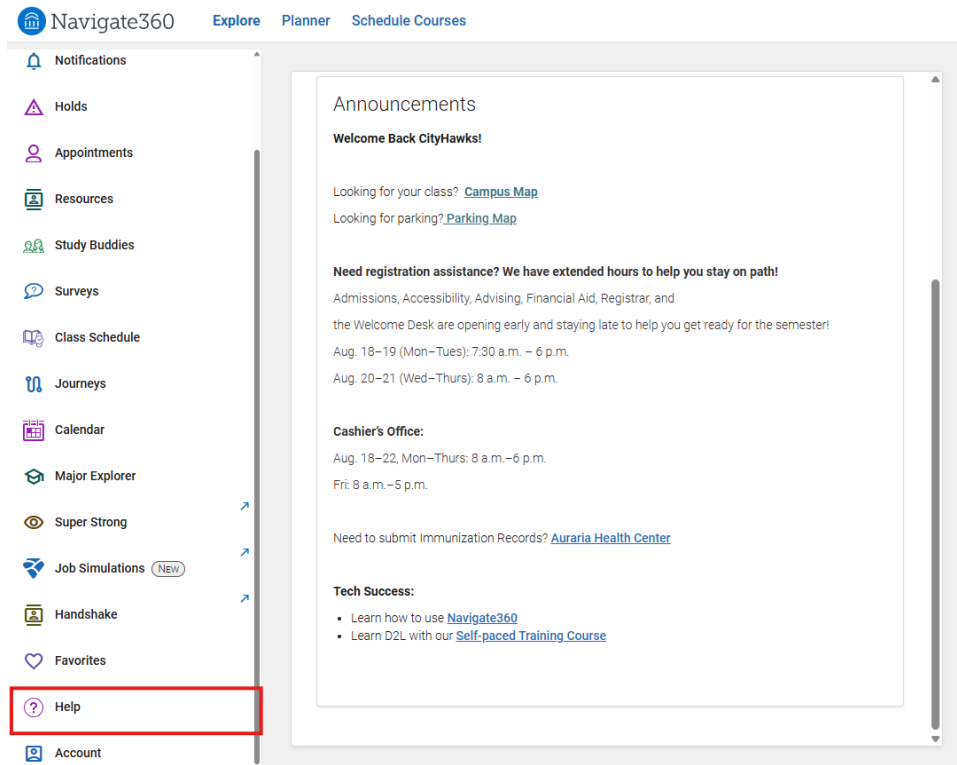 Navigate360
Explore
Planner
Schedule Courses
Notifications
Holds
Appointments
Resources
Study Buddies
Surveys
Class Schedule
Journeys
Calendar
Major Explorer
Super Strong
Job Simulations NEW
Handshake
Favorites
Help
Account
Announcements
Welcome Back CityHawks!
Looking for your class? Campus Map
Looking for parking? Parking Map
Need registration assistance? We have extended hours to help you stay on path!
Admissions, Accessibility, Advising, Financial Aid, Registrar, and
the Welcome Desk are opening early and staying late to help you get ready for the semester!
Aug. 18–19 (Mon–Tues): 7:30 a.m. – 6 p.m.
Aug. 20–21 (Wed–Thurs): 8 a.m. – 6 p.m.
Cashier's Office:
Aug. 18–22, Mon–Thurs: 8 a.m.–6 p.m.
Fri: 8 a.m.–5 p.m.
Need to submit Immunization Records? Auraria Health Center
Tech Success:
• Learn how to use Navigate360
• Learn D2L with our Self-paced Training Course